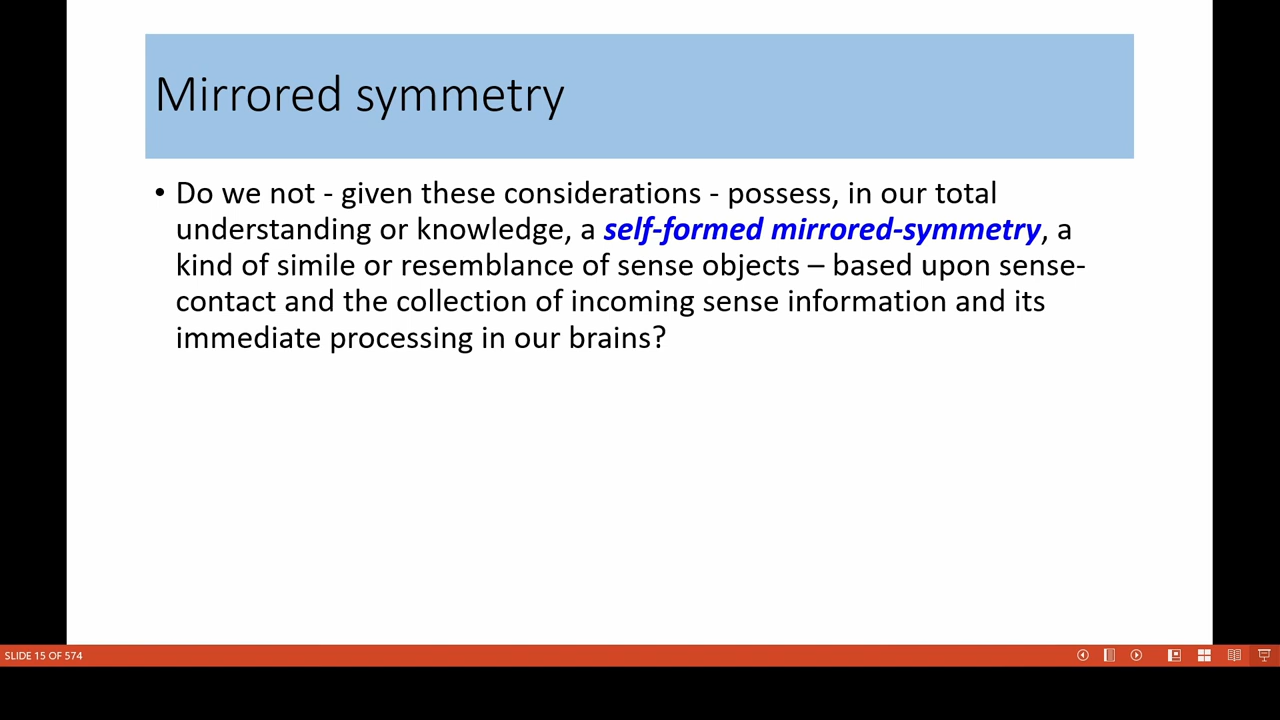 Mirrored symmetry
• Do we not - given these considerations - possess, in our total
understanding or knowledge, a self-formed mirrored-symmetry, a
kind of simile or resemblance of sense objects – based upon sense-
contact and the collection of incoming sense information and its
immediate processing in our brains?
SLIDE 15 OF 574